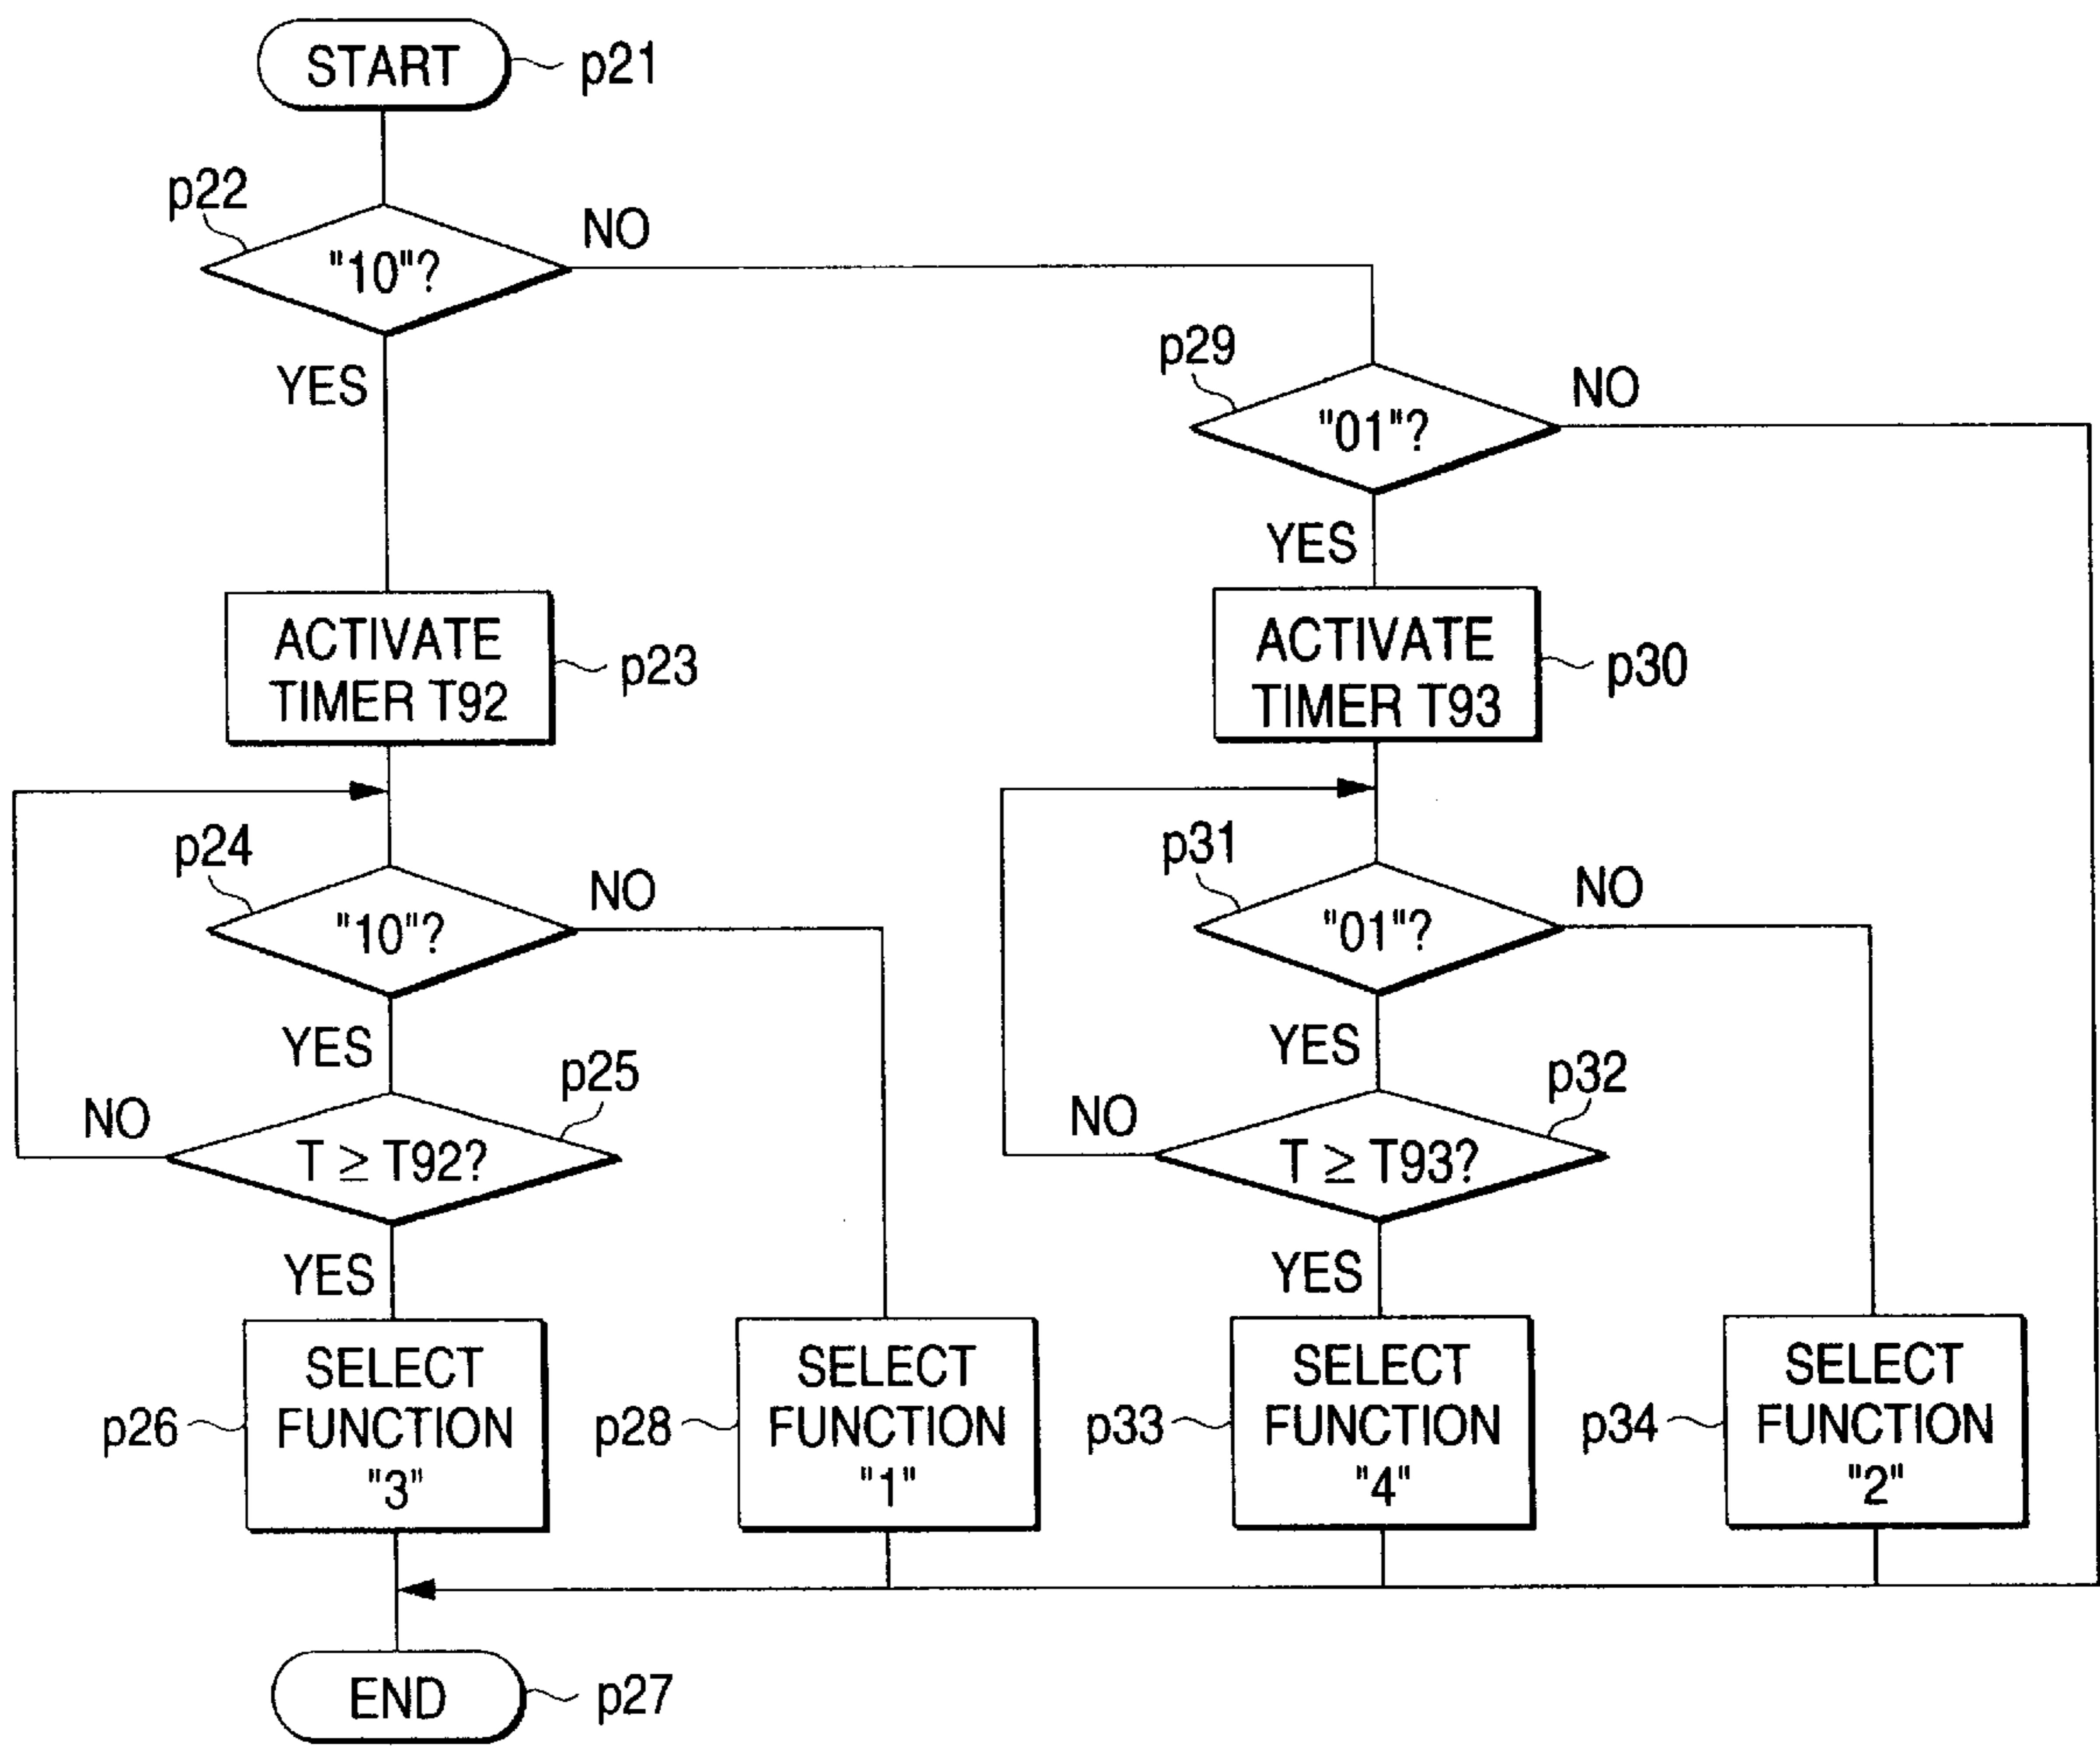 START
p21
p22
"10"?
NO
YES
p29
"01"?
NO
YES
ACTIVATE
TIMER T92
p23
ACTIVATE
TIMER T93
p30
p24
"10"?
NO
YES
p31
"01"?
NO
YES
p25
NO
T ≥ T92?
YES
p32
NO
T ≥ T93?
YES
p26
SELECT
FUNCTION
"3"
p28
SELECT
FUNCTION
"1"
p33
SELECT
FUNCTION
"4"
p34
SELECT
FUNCTION
"2"
END
p27